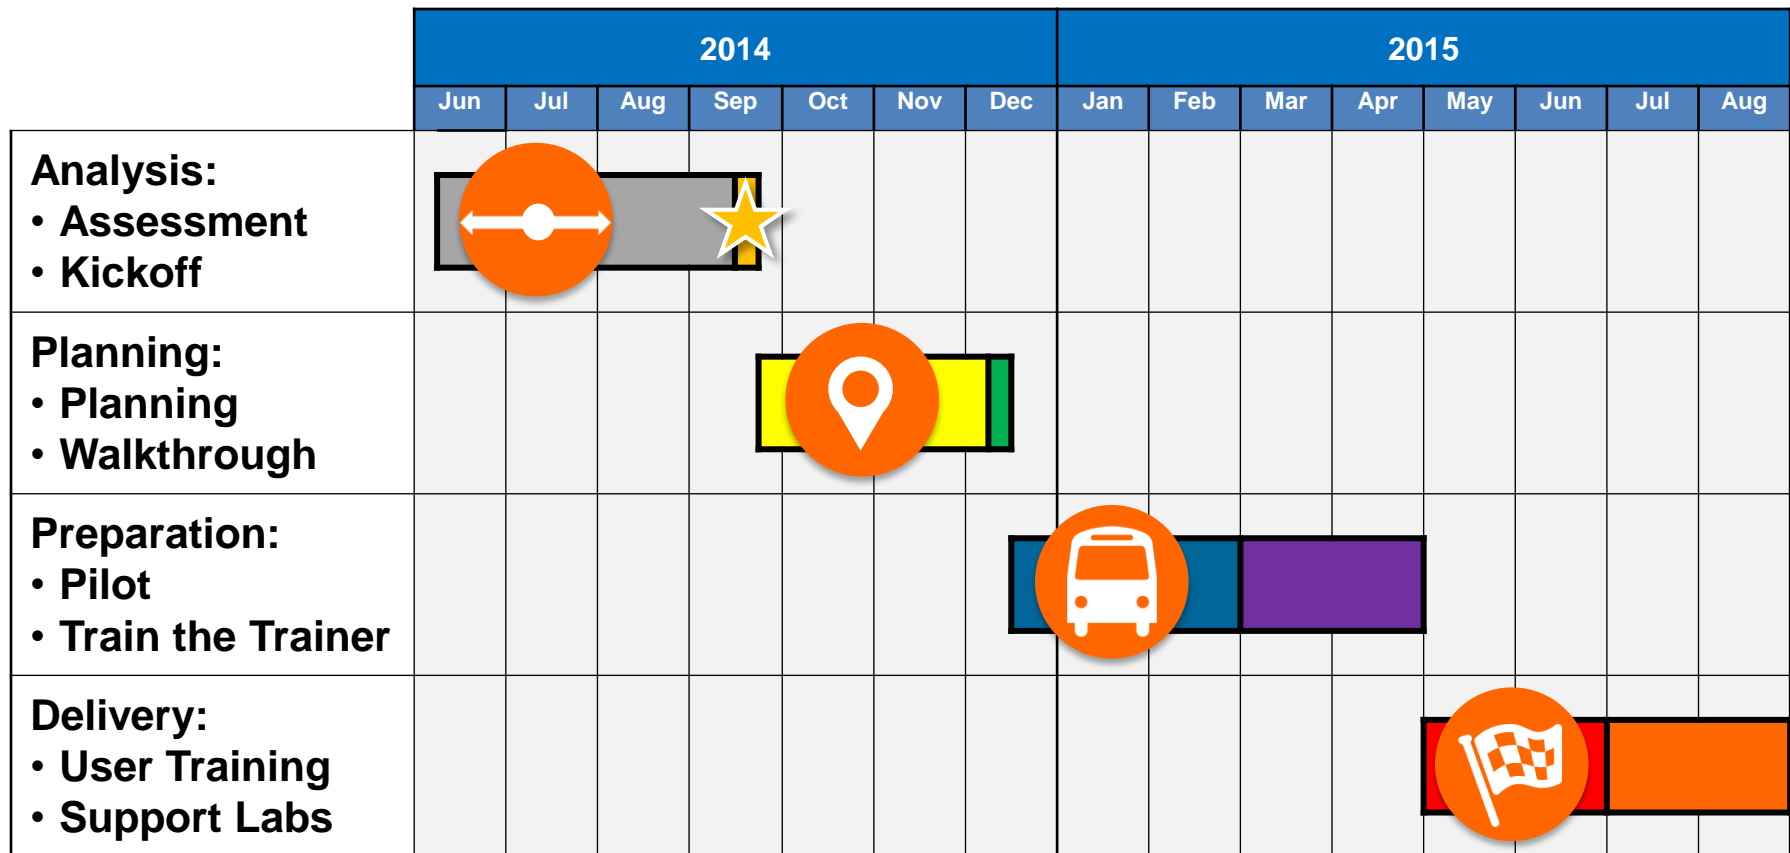 2014 2015
Jun Jul Aug Sep Oct Nov Dec Jan Feb Mar Apr May Jun Jul Aug
Analysis:
• Assessment
• Kickoff
Planning:
• Planning
• Walkthrough
Preparation:
• Pilot
• Train the Trainer
Delivery:
• User Training
• Support Labs